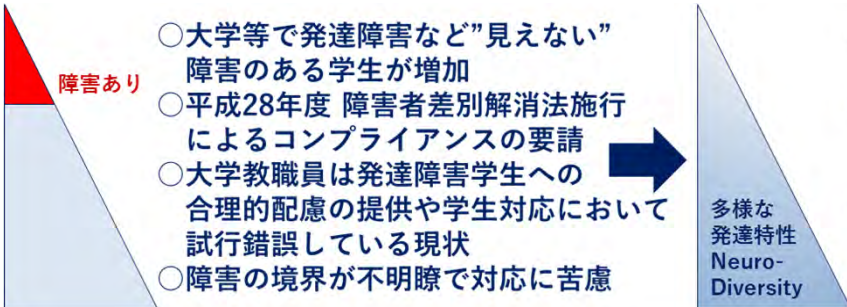 障害あり
○大学等で発達障害など”見えない”
障害のある学生が増加
○平成28年度 障害者差別解消法施行
によるコンプライアンスの要請
○大学教職員は発達障害学生への
合理的配慮の提供や学生対応において
試行錯誤している現状
○障害の境界が不明瞭で対応に苦慮
多様な
発達特性
Neuro-
Diversity